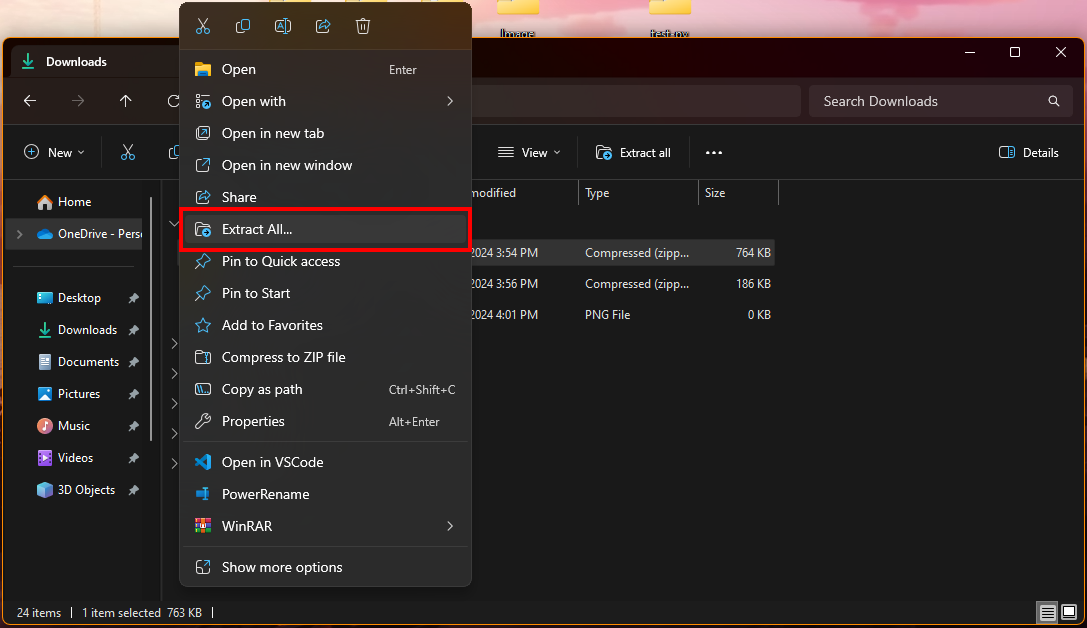 Image
test.py
Downloads
Search Downloads
New
View
Extract all
Details
Home
OneDrive - Pers
Desktop
Downloads
Documents
Pictures
Music
Videos
3D Objects
Open Enter
Open with
Open in new tab
Open in new window
Share
Extract All...
Pin to Quick access
Pin to Start
Add to Favorites
Compress to ZIP file
Copy as path Ctrl+Shift+C
Properties Alt+Enter
Open in VSCode
PowerRename
WinRAR
Show more options
modified Type Size
2024 3:54 PM Compressed (zipp... 764 KB
2024 3:56 PM Compressed (zipp... 186 KB
2024 4:01 PM PNG File 0 KB
24 items 1 item selected 763 KB